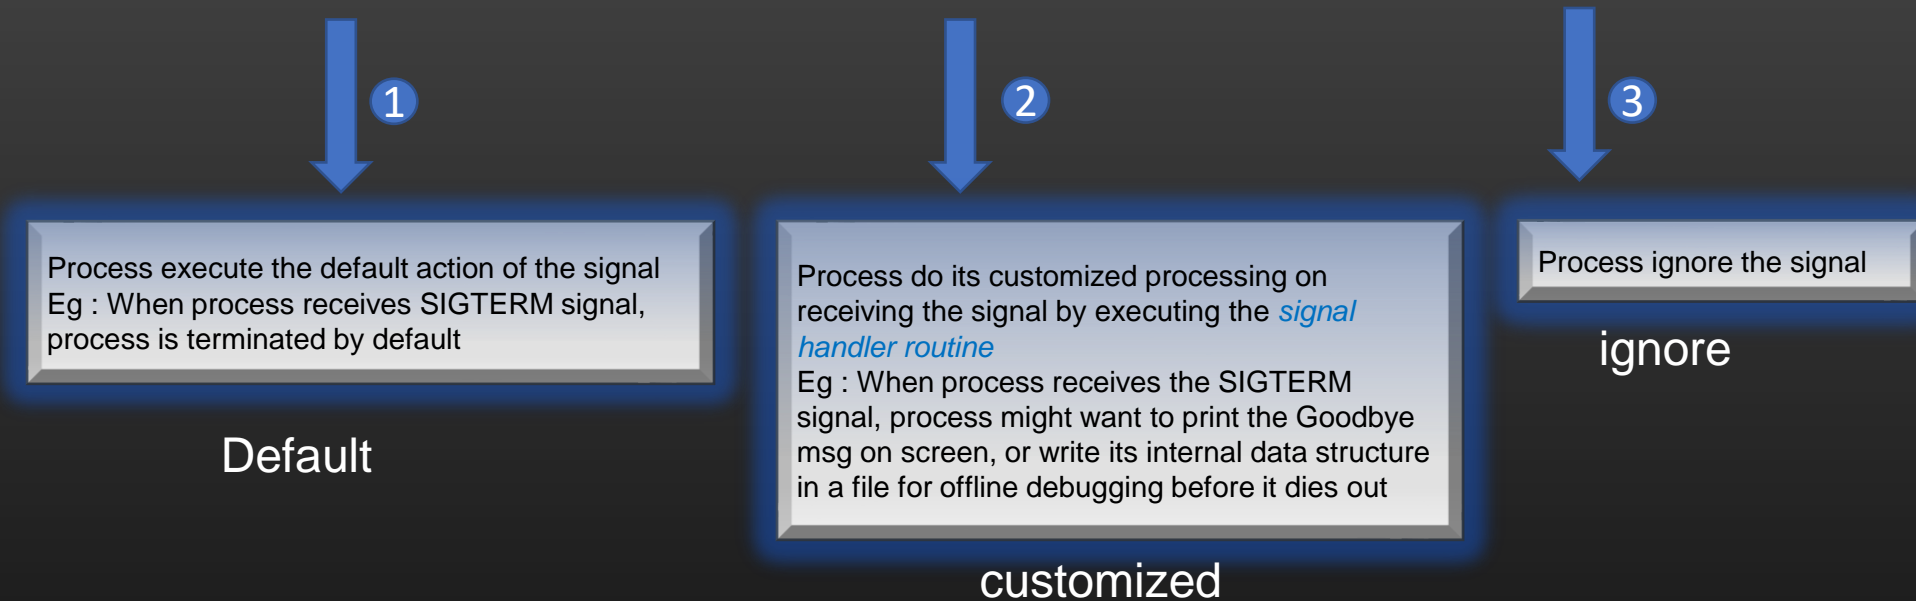 1
Process execute the default action of the signal
Eg : When process receives SIGTERM signal,
process is terminated by default
Default
2
Process do its customized processing on
receiving the signal by executing the signal
handler routine
Eg : When process receives the SIGTERM
signal, process might want to print the Goodbye
msg on screen, or write its internal data structure
in a file for offline debugging before it dies out
customized
3
Process ignore the signal
ignore